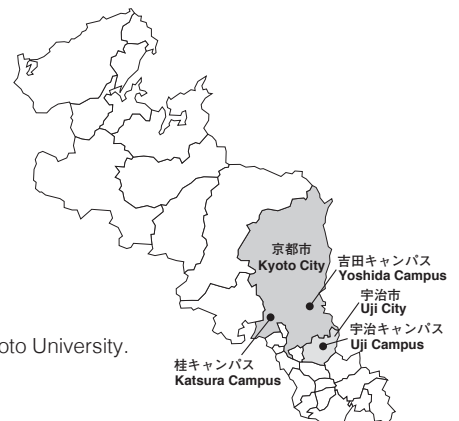 京都市
Kyoto City
吉田キャンパス
Yoshida Campus
宇治市
Uji City
宇治キャンパス
Uji Campus
oto University.
桂キャンパス
Katsura Campus